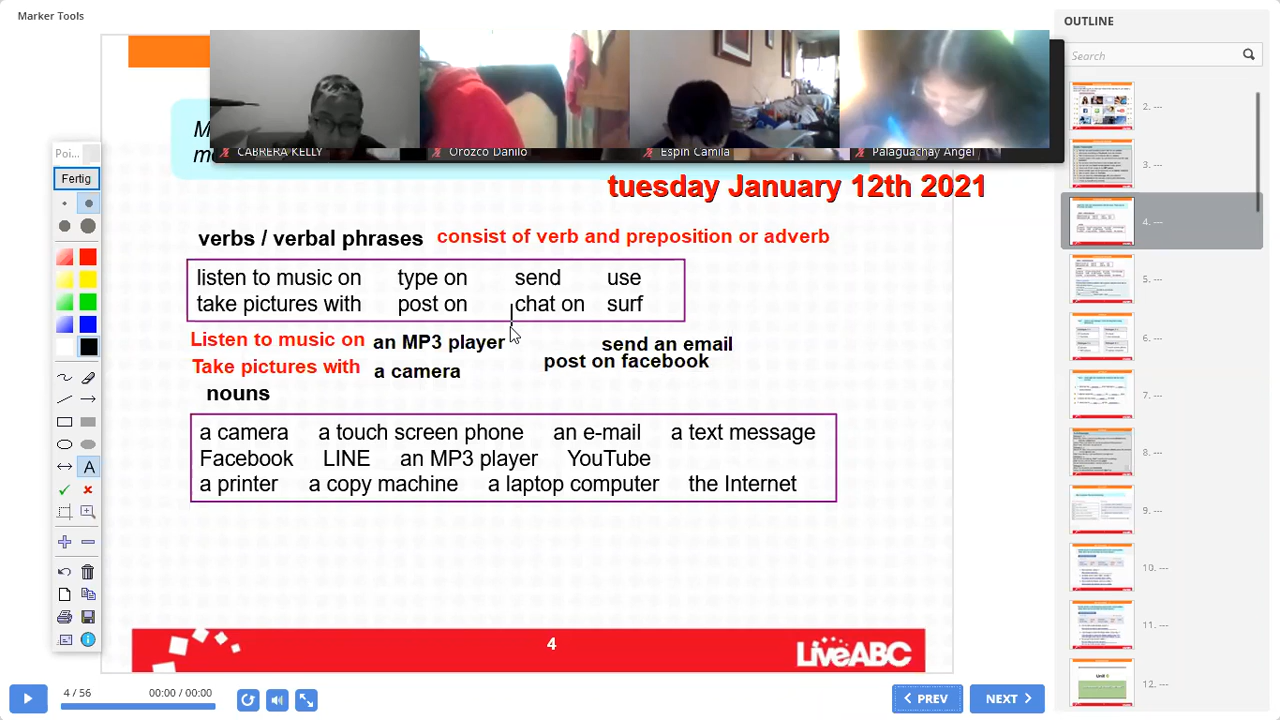 Marker Tools
OUTLINE
Search
CABRERA KELLY
Orozco Danilo
Espin Camila
Palaguachay Angel
Fertig
tuesday January 12th 2021
verbs / verbal phrase
consist of verb and preposition or adverb
listen to music on type on send use
take pictures with post on chat on surf
Listen to music on an MP3 player send an email
post on facebook
Take pictures with a camera
nouns
a camera a touch screen phone an e-mail a text message
Facebook LINE an MP3 player YouTube
a printer a copy machine a laptop computer the Internet
4
LiveABC
4 / 56
00:00 / 00:00
PREV
NEXT
2. ---
3. ---
4. ---
5. ---
6. ---
7. ---
8. ---
9. ---
10. ---
11. ---
12. ---